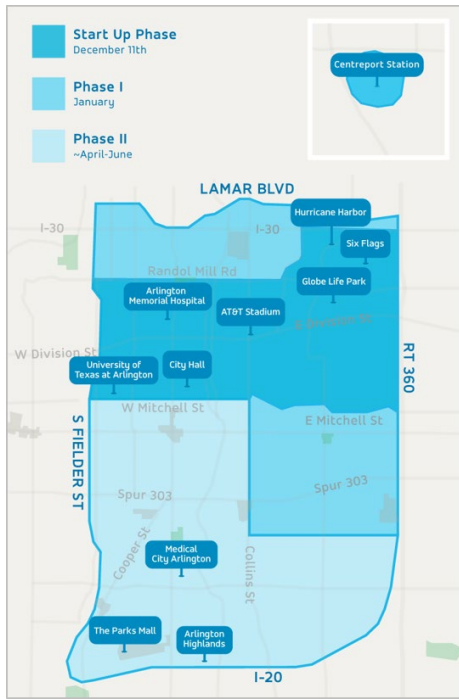 Start Up Phase
December 11th
Phase I
January
Phase II
~April-June
Centreport Station
LAMAR BLVD
Hurricane Harbor
I-30
I-30
Six Flags
Randol Mill Rd
Globe Life Park
Arlington
Memorial Hospital
AT&T Stadium
E Division St
W Division St
RT 360
University of
Texas at Arlington
City Hall
W Mitchell St
E Mitchell St
S FIELDER ST
Spur 303
Spur 303
Medical
City Arlington
Cooper St
Collins St
The Parks Mall
Arlington
Highlands
I-20